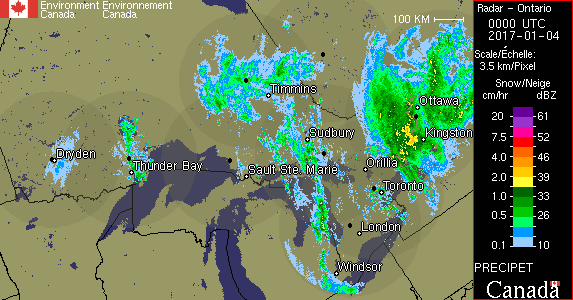 Environment Environnement
Canada Canada
100 KM
Timmins
Ottawa
Sudbury
Kingston
Dryden
Thunder Bay
Sault Ste. Marie
Orillia
Toronto
London
Windsor
Radar - Ontario
0000 UTC
2017-01-04
Scale/Échelle:
3.5 km/Pixel
Snow/Neige
cm/hr dBZ
20 61
7.5 52
4.0 46
2.0 39
1.0 33
0.5 26
0.1 10
PRECIPET
Canada